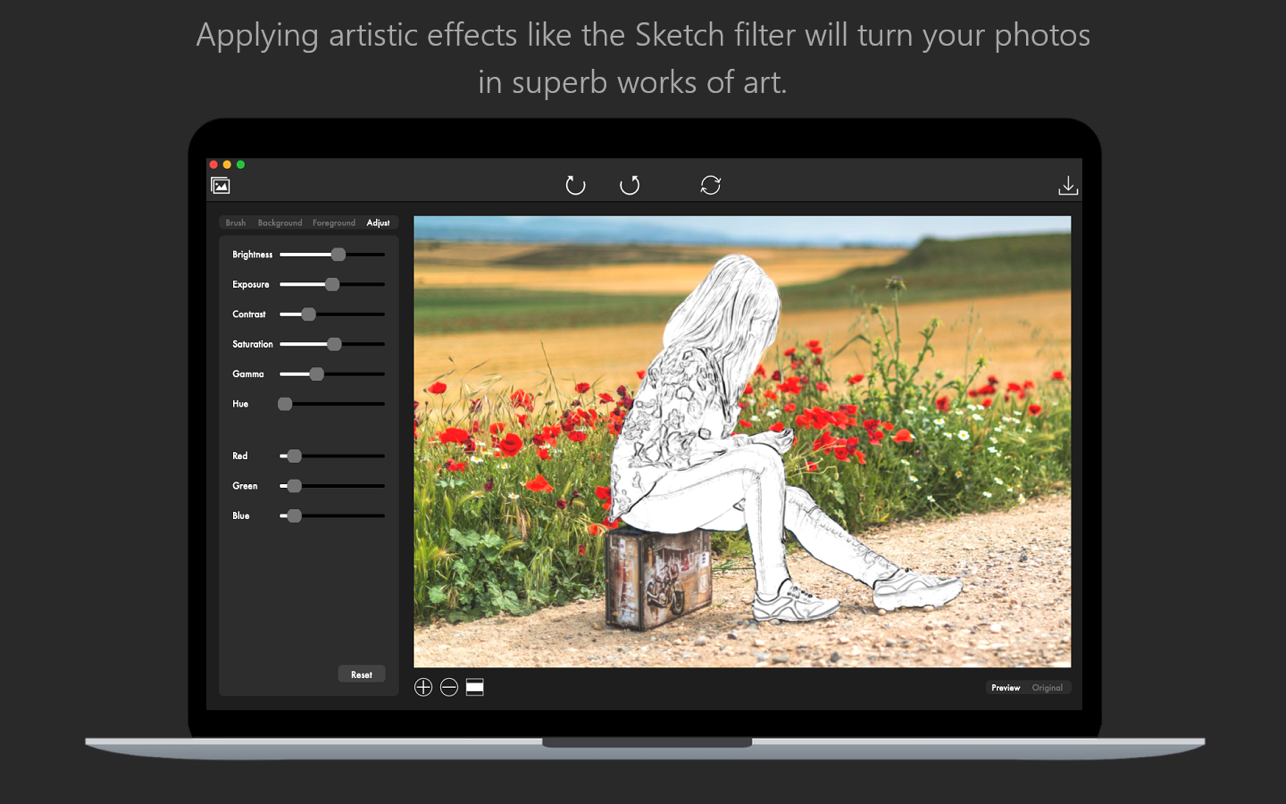 Applying artistic effects like the Sketch filter will turn your photos
in superb works of art.
Brush Background Foreground Adjust
Brightness
Exposure
Contrast
Saturation
Gamma
Hue
Red
Green
Blue
Reset
Preview Original